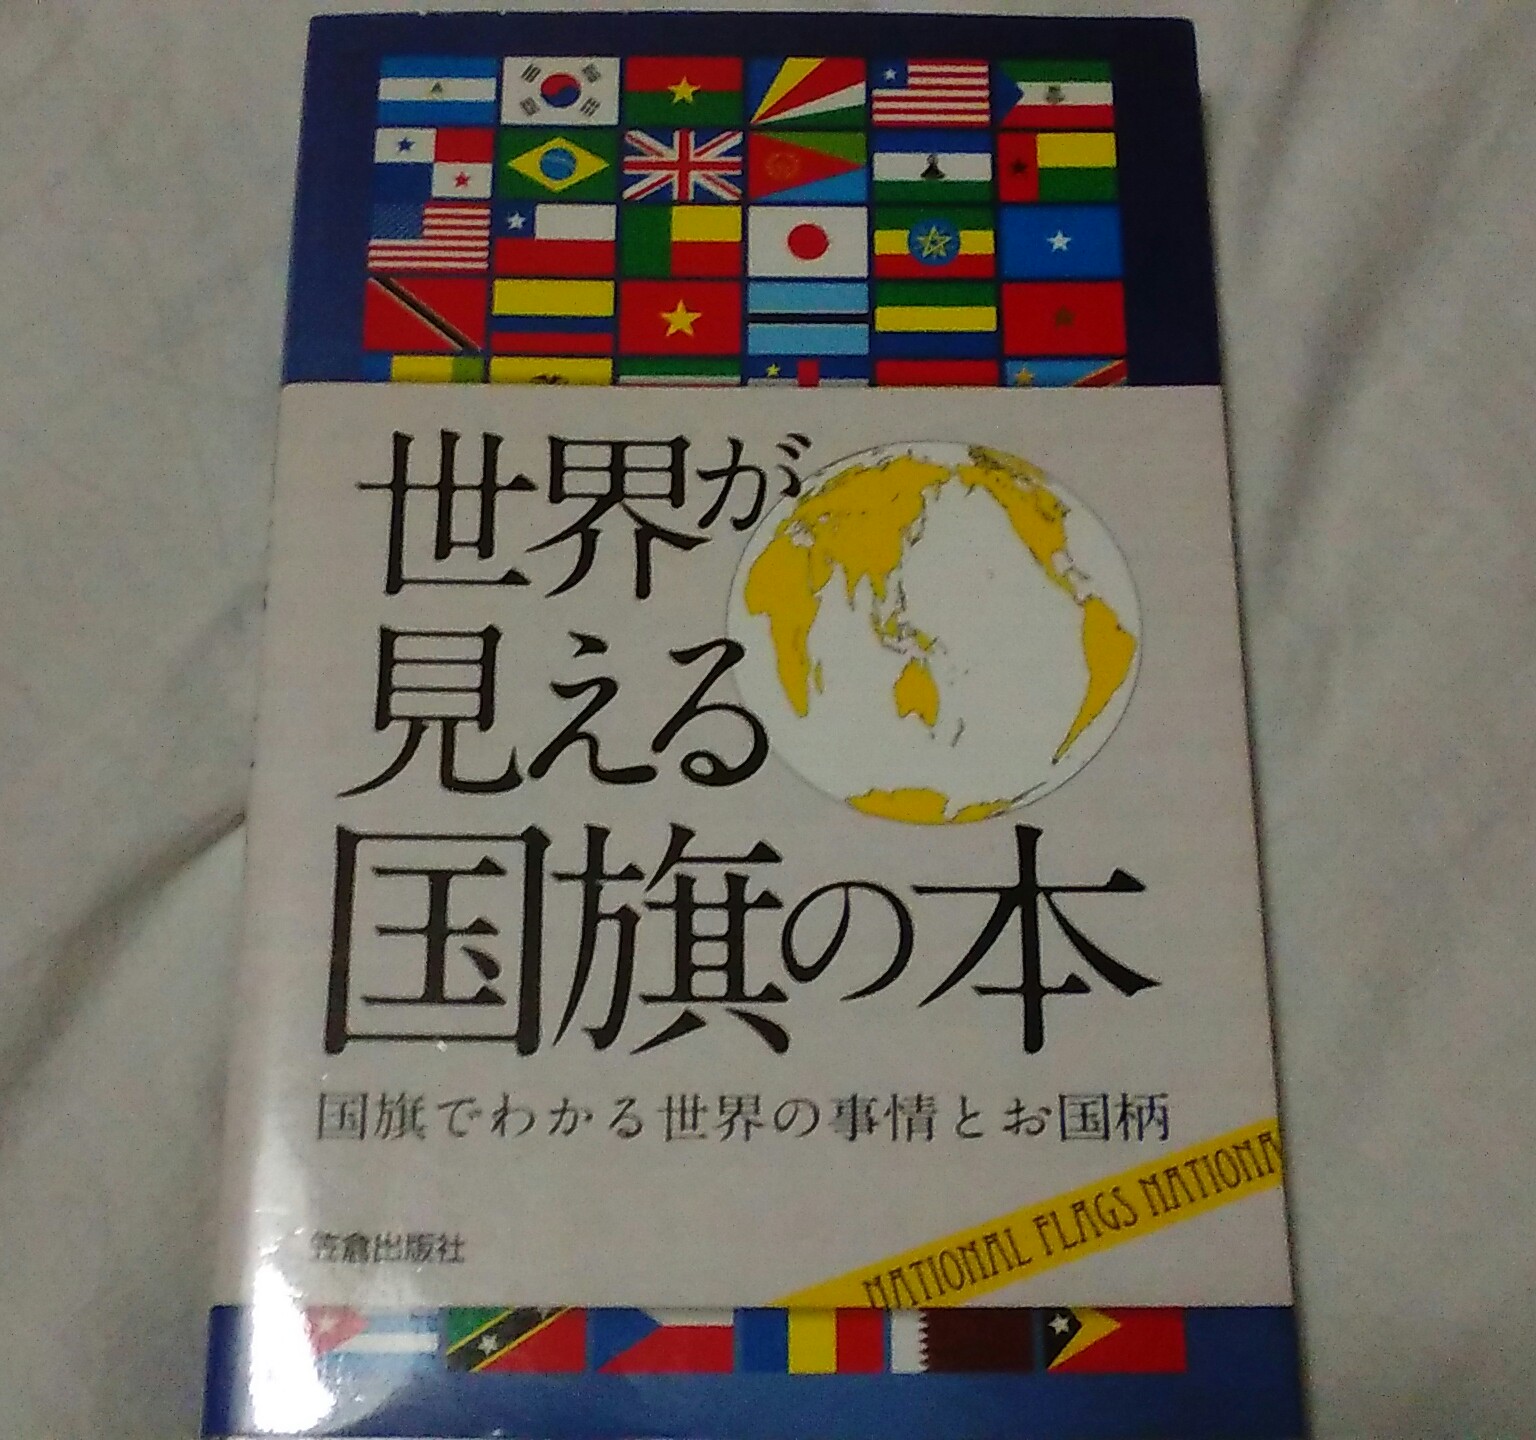 世界が
見える
国旗の本
国旗でわかる世界の事情とお国柄
笠倉出版社
NATIONAL FLAGS NATIONA